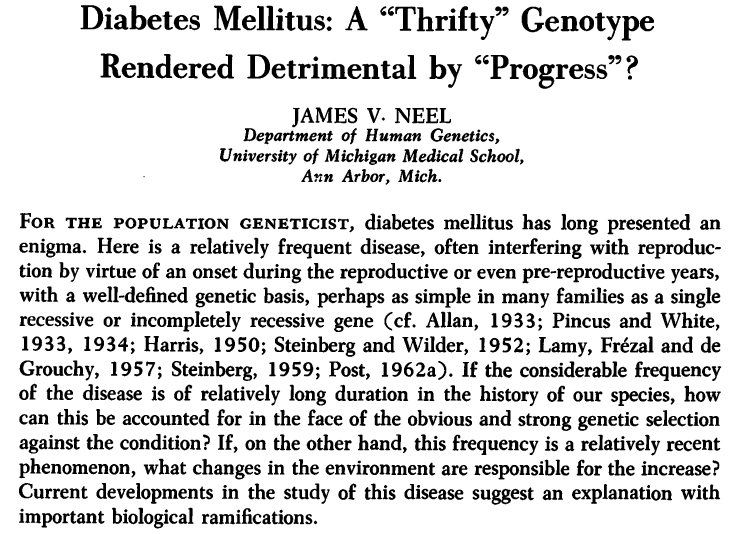 Diabetes Mellitus: A “Thrifty” Genotype
Rendered Detrimental by “Progress”?
JAMES V. NEEL
Department of Human Genetics,
University of Michigan Medical School,
Ann Arbor, Mich.
FOR THE POPULATION GENETICIST, diabetes mellitus has long presented an
enigma. Here is a relatively frequent disease, often interfering with reproduc-
tion by virtue of an onset during the reproductive or even pre-reproductive years,
with a well-defined genetic basis, perhaps as simple in many families as a single
recessive or incompletely recessive gene (cf. Allan, 1933; Pincus and White,
1933, 1934; Harris, 1950; Steinberg and Wilder, 1952; Lamy, Frézal and de
Grouchy, 1957; Steinberg, 1959; Post, 1962a). If the considerable frequency
of the disease is of relatively long duration in the history of our species, how
can this be accounted for in the face of the obvious and strong genetic selection
against the condition? If, on the other hand, this frequency is a relatively recent
phenomenon, what changes in the environment are responsible for the increase?
Current developments in the study of this disease suggest an explanation with
important biological ramifications.